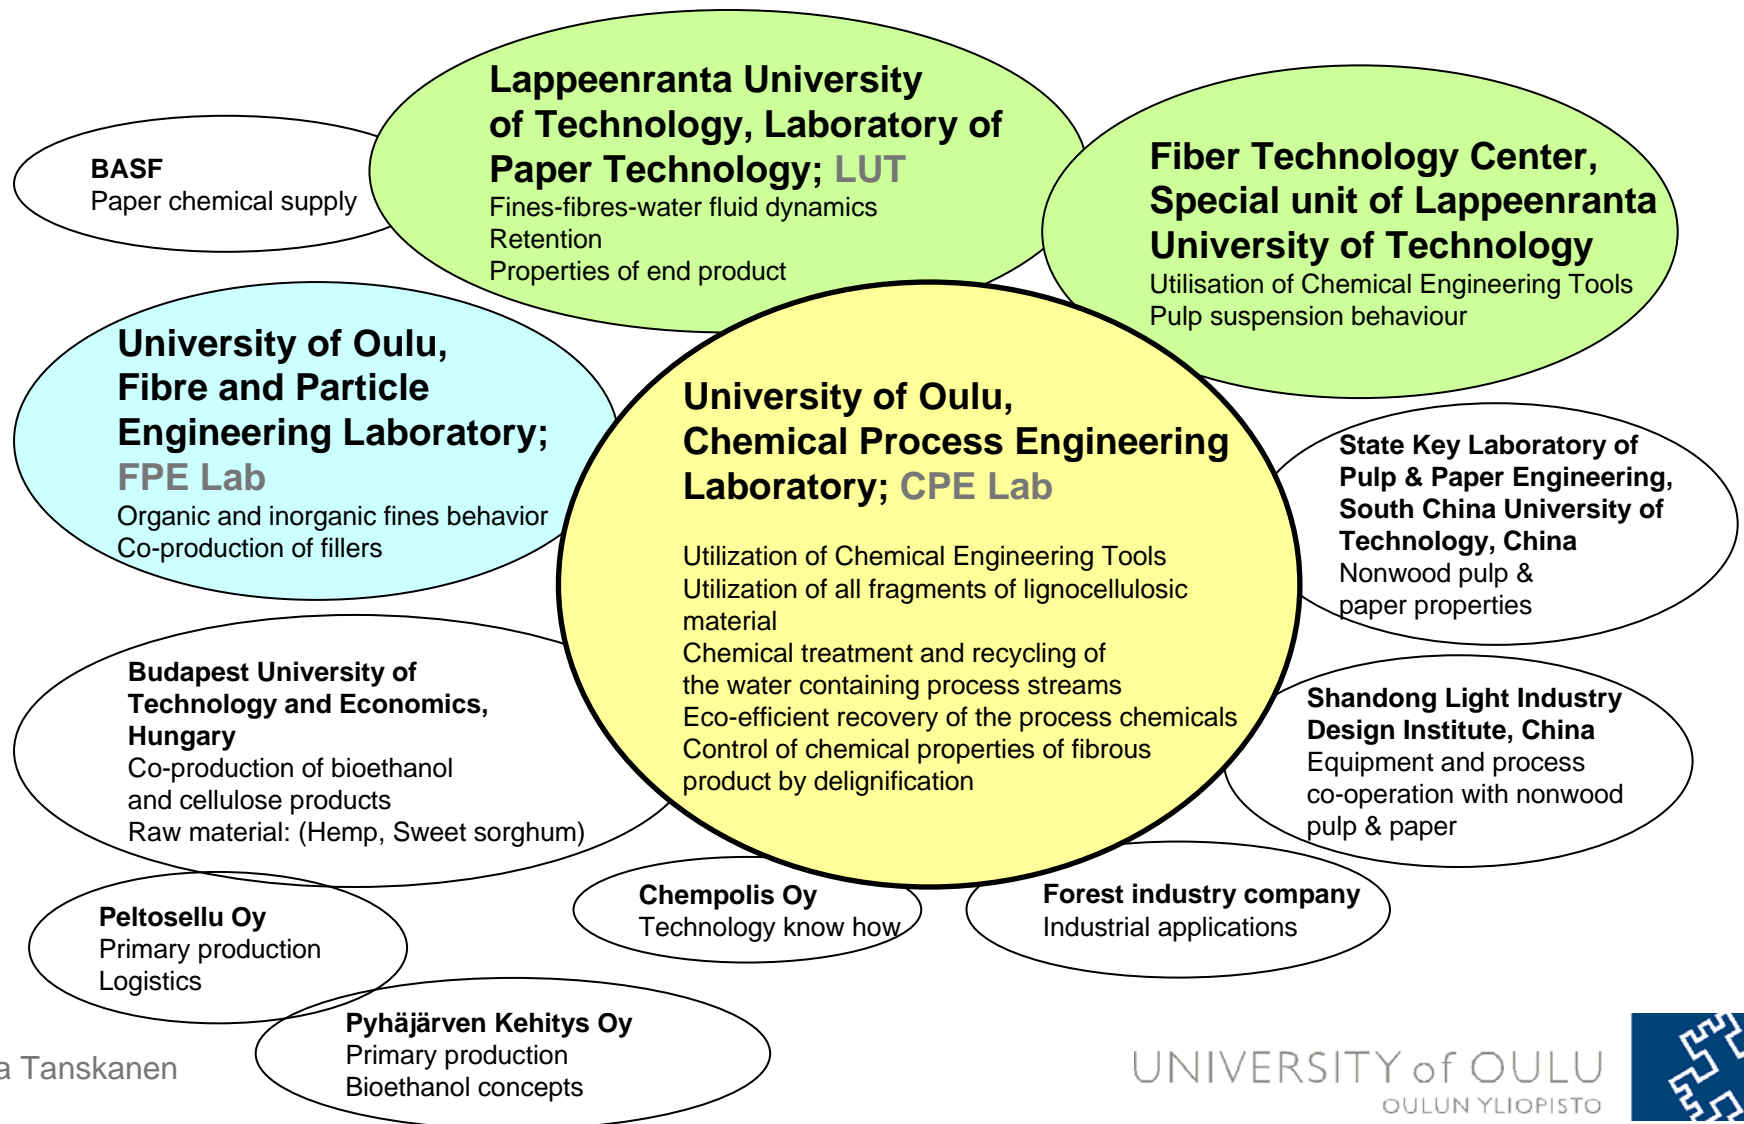 Lappeenranta University
of Technology, Laboratory of
Paper Technology; LUT
Fines-fibres-water fluid dynamics
Retention
Properties of end product
BASF
Paper chemical supply
Fiber Technology Center,
Special unit of Lappeenranta
University of Technology
Utilisation of Chemical Engineering Tools
Pulp suspension behaviour
University of Oulu,
Fibre and Particle
Engineering Laboratory;
FPE Lab
Organic and inorganic fines behavior
Co-production of fillers
University of Oulu,
Chemical Process Engineering
Laboratory; CPE Lab
Utilization of Chemical Engineering Tools
Utilization of all fragments of lignocellulosic
material
Chemical treatment and recycling of
the water containing process streams
Eco-efficient recovery of the process chemicals
Control of chemical properties of fibrous
product by delignification
State Key Laboratory of
Pulp & Paper Engineering,
South China University of
Technology, China
Nonwood pulp &
paper properties
Budapest University of
Technology and Economics,
Hungary
Co-production of bioethanol
and cellulose products
Raw material: (Hemp, Sweet sorghum)
Shandong Light Industry
Design Institute, China
Equipment and process
co-operation with nonwood
pulp & paper
Peltosellu Oy
Primary production
Logistics
Chempolis Oy
Technology know how
Forest industry company
Industrial applications
Pyhäjärven Kehitys Oy
Primary production
Bioethanol concepts
a Tanskanen
UNIVERSITY of OULU
OULUN YLIOPISTO